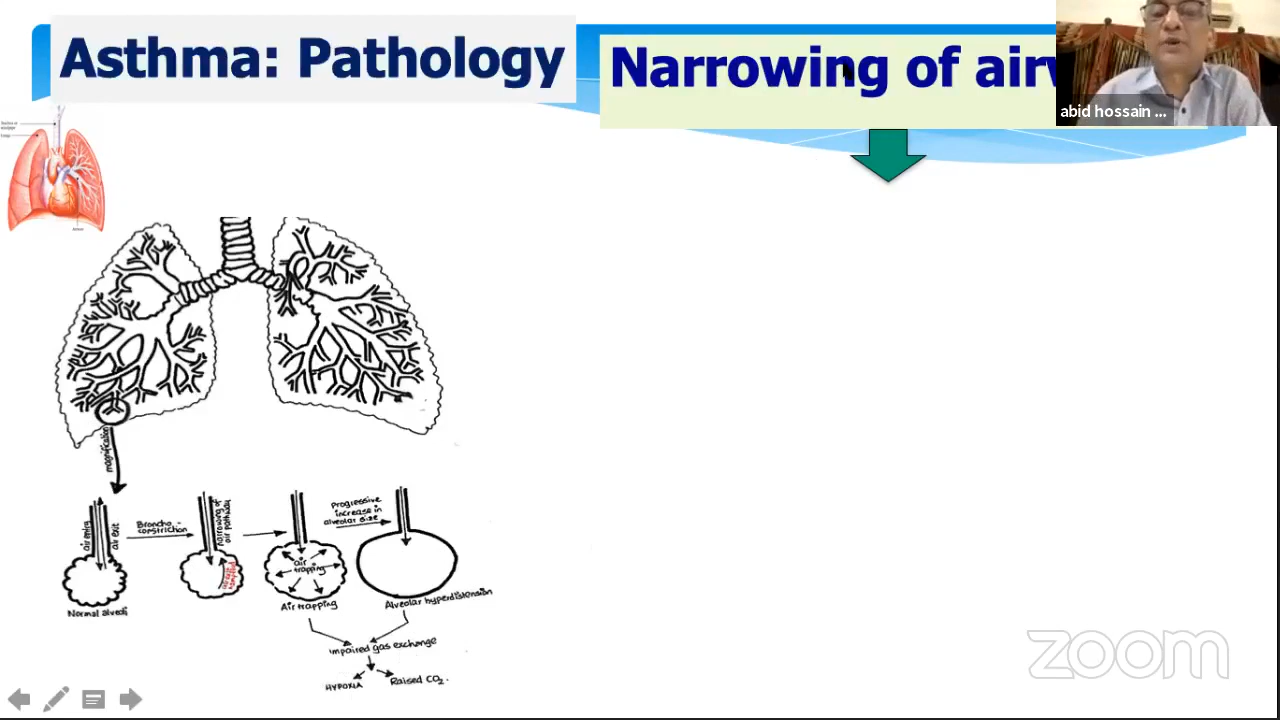 Asthma: Pathology
Narrowing of airw
abid hossain ...
magnification
air entry
air exit
Broncho
constriction
Narrowing of
air pathway
Progressive
increase in
alveolar size
air
trapping
Normal alveoli
Air trapping
Alveolar hyperdistension
Impaired gas exchange
HYPOXIA
Raised CO2.
zoom